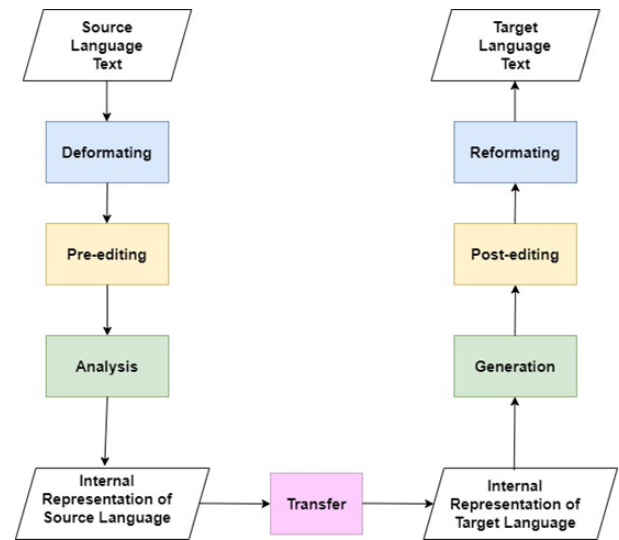 Source
Language
Text
Deformating
Pre-editing
Analysis
Internal
Representation of
Source Language
Transfer
Internal
Representation of
Target Language
Generation
Post-editing
Reformating
Target
Language
Text